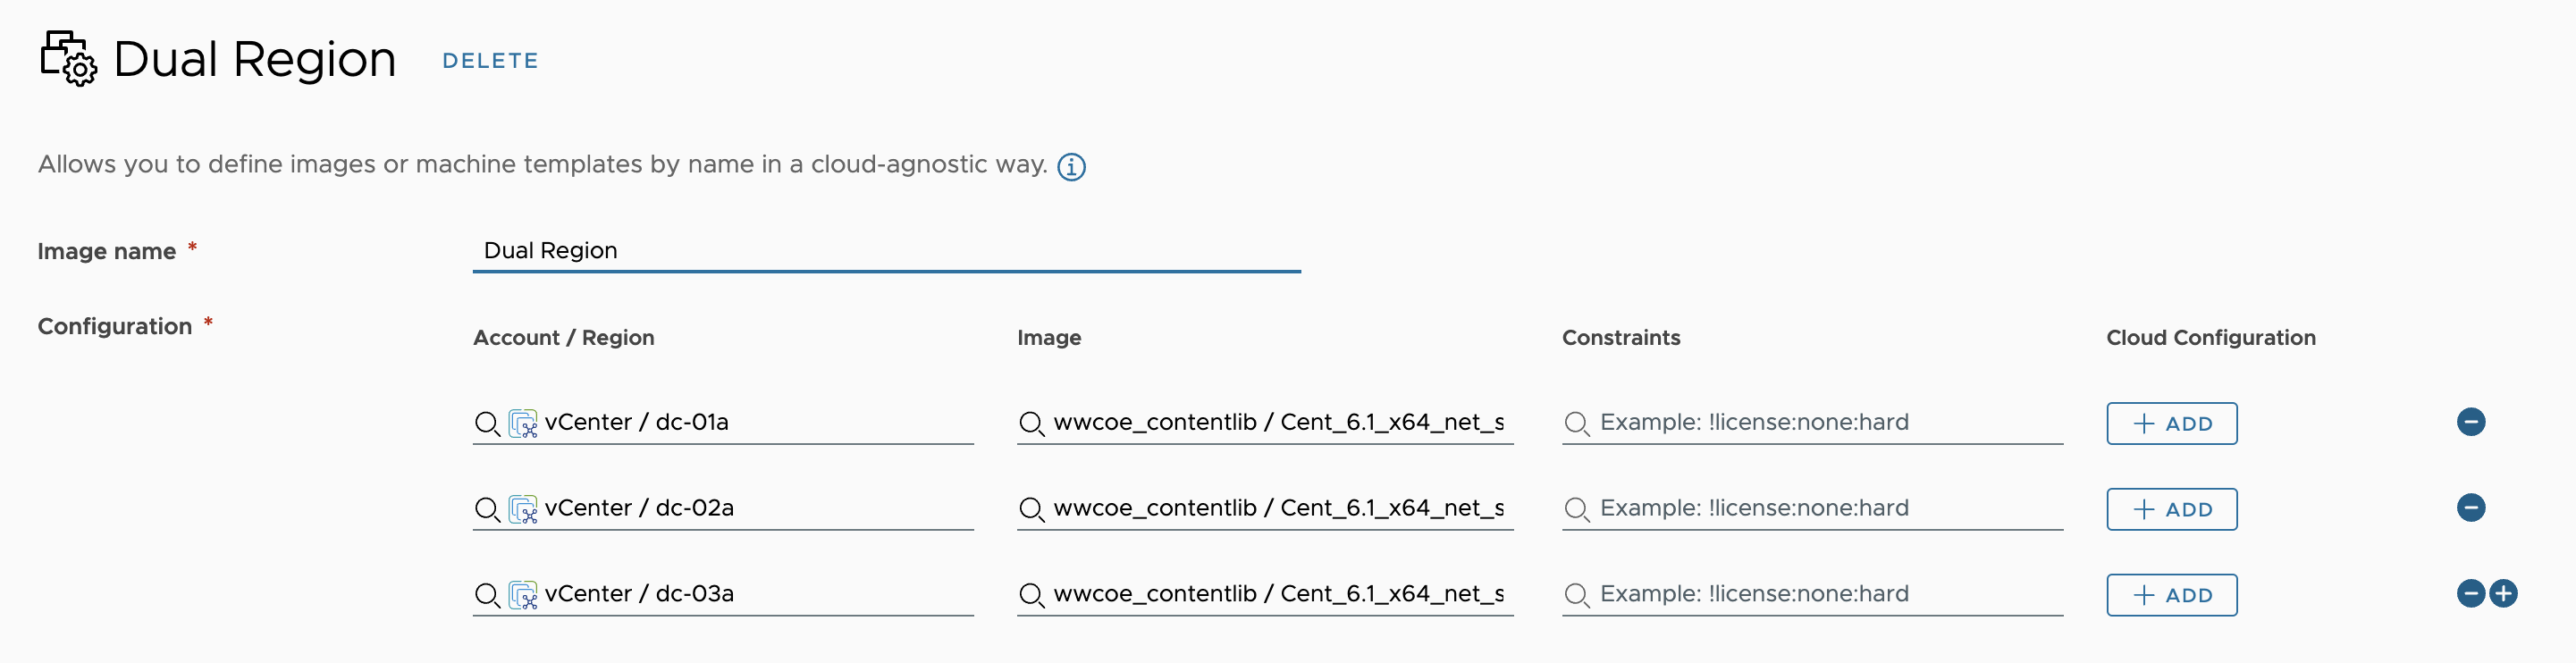 Dual Region DELETE
Allows you to define images or machine templates by name in a cloud-agnostic way.
Image name * Dual Region
Configuration * Account / Region Image Constraints Cloud Configuration
vCenter / dc-01a wwcoe_contentlib / Cent_6.1_x64_net_s Example: !license:none:hard + ADD
vCenter / dc-02a wwcoe_contentlib / Cent_6.1_x64_net_s Example: !license:none:hard + ADD
vCenter / dc-03a wwcoe_contentlib / Cent_6.1_x64_net_s Example: !license:none:hard + ADD